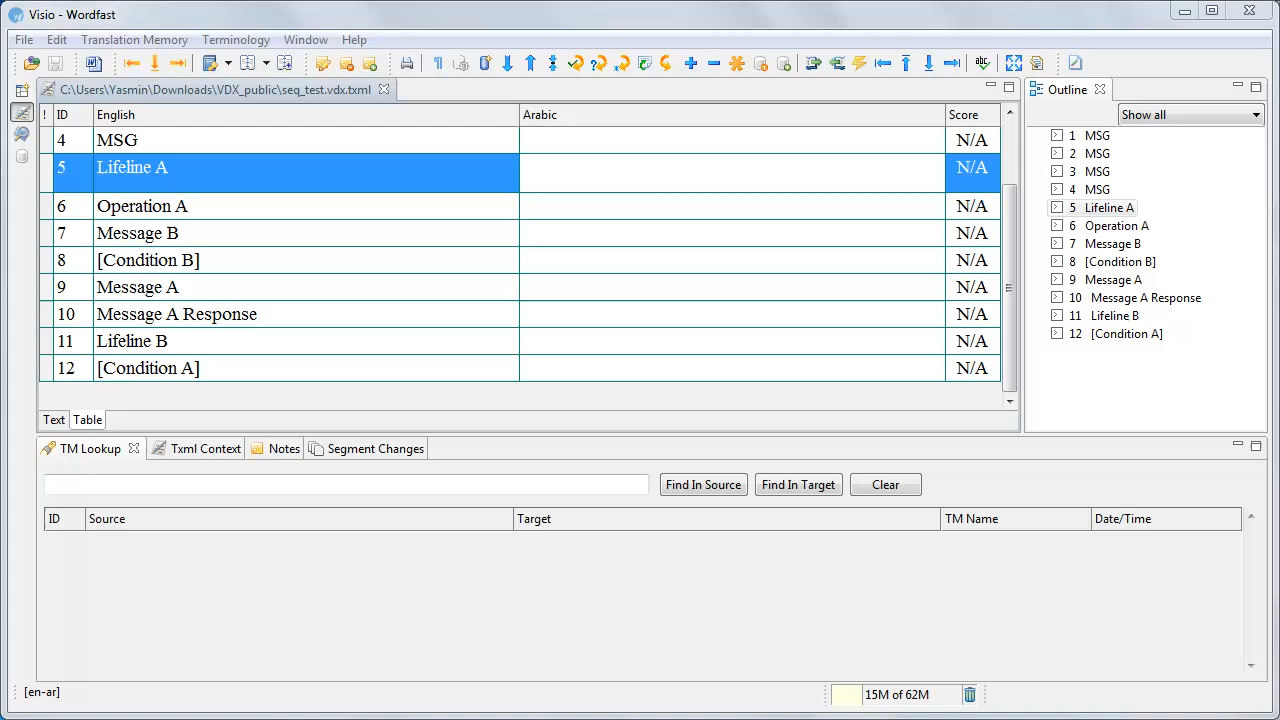 Visio - Wordfast
File Edit Translation Memory Terminology Window Help
C:\Users\Yasmin\Downloads\VDX_public\seq_test.vdx.txml
Outline
! ID English Arabic Score
Show all
4 MSG N/A
5 Lifeline A N/A
6 Operation A N/A
7 Message B N/A
8 [Condition B] N/A
9 Message A N/A
10 Message A Response N/A
11 Lifeline B N/A
12 [Condition A] N/A
1 MSG
2 MSG
3 MSG
4 MSG
5 Lifeline A
6 Operation A
7 Message B
8 [Condition B]
9 Message A
10 Message A Response
11 Lifeline B
12 [Condition A]
Text Table
TM Lookup Txml Context Notes Segment Changes
Find In Source Find In Target Clear
ID Source Target TM Name Date/Time
[en-ar] 15M of 62M